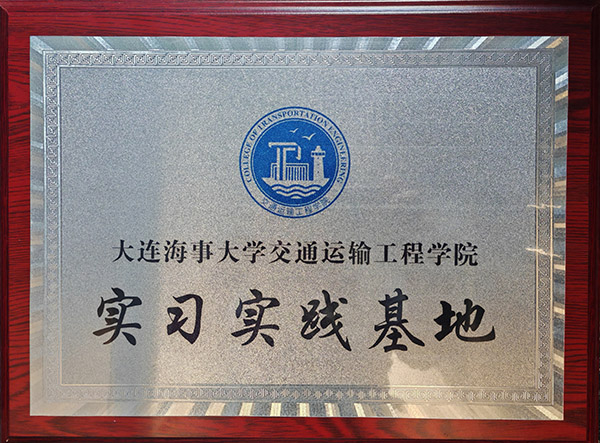 COLLEGE OF TRANSPORTATION ENGINEERING
交通运输工程学院
大连海事大学交通运输工程学院
实习实践基地